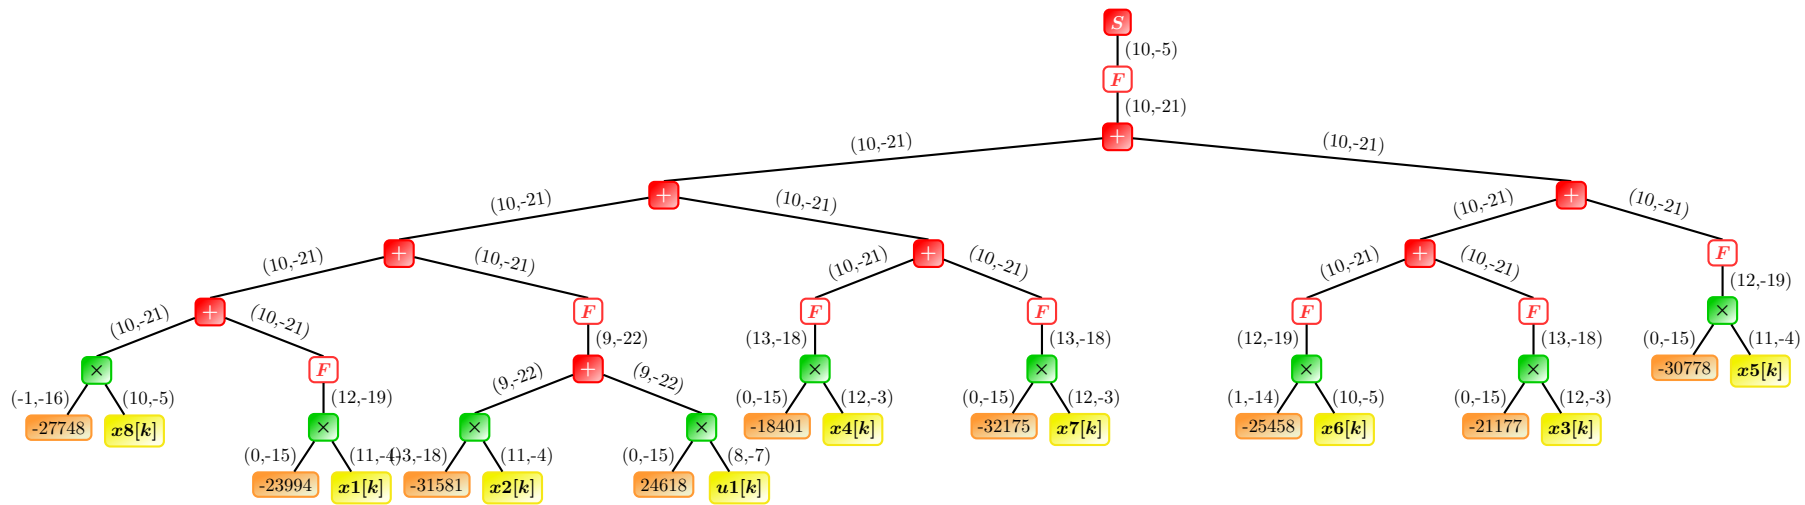 S
(10,-5)
F
(10,-21)
+
(10,-21) (10,-21)
+ +
(10,-21) (10,-21) (10,-21) (10,-21)
+ + + F
(10,-21) (10,-21) (10,-21) (10,-21) (10,-21) (10,-21) (12,-19)
+ F F F F F ×
(10,-21) (10,-21) (9,-22) (13,-18) (13,-18) (12,-19) (13,-18) (0,-15) (11,-4)
× F + × × × × -30778 x5[k]
(-1,-16) (10,-5) (12,-19) (9,-22) (9,-22) (0,-15) (12,-3) (0,-15) (12,-3) (1,-14) (10,-5) (0,-15) (12,-3)
-27748 x8[k] × × × -18401 x4[k] -32175 x7[k] -25458 x6[k] -21177 x3[k]
(0,-15) (11,-4) (-3,-18) (11,-4) (0,-15) (8,-7)
-23994 x1[k] -31581 x2[k] 24618 u1[k]